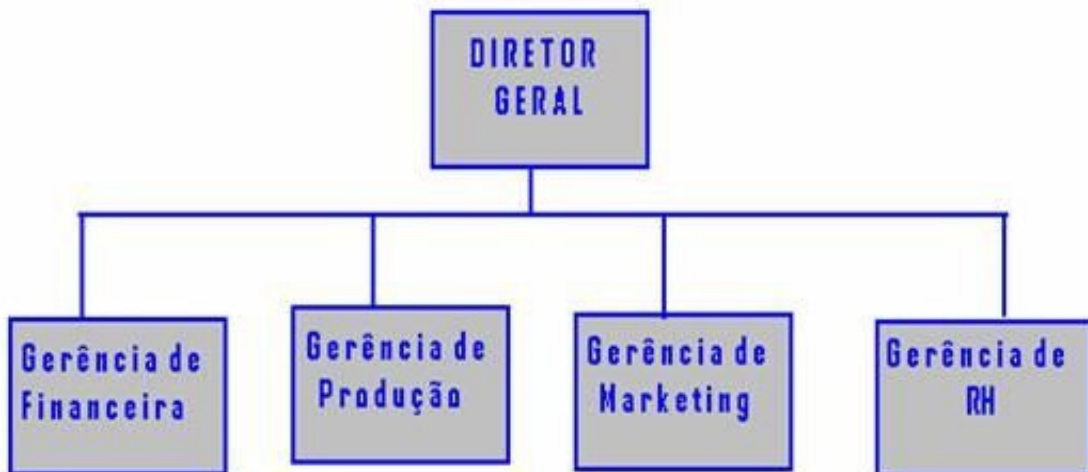 DIRETOR
GERAL
Gerência de
Financeira
Gerência de
Produção
Gerência de
Marketing
Gerência de
RH